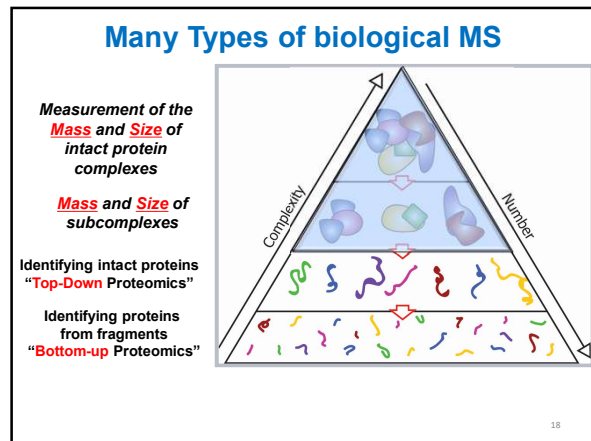 Many Types of biological MS
Measurement of the
Mass and Size of
intact protein
complexes
Mass and Size of
subcomplexes
Identifying intact proteins
“Top-Down Proteomics”
Identifying proteins
from fragments
“Bottom-up Proteomics”
Complexity
Number
18